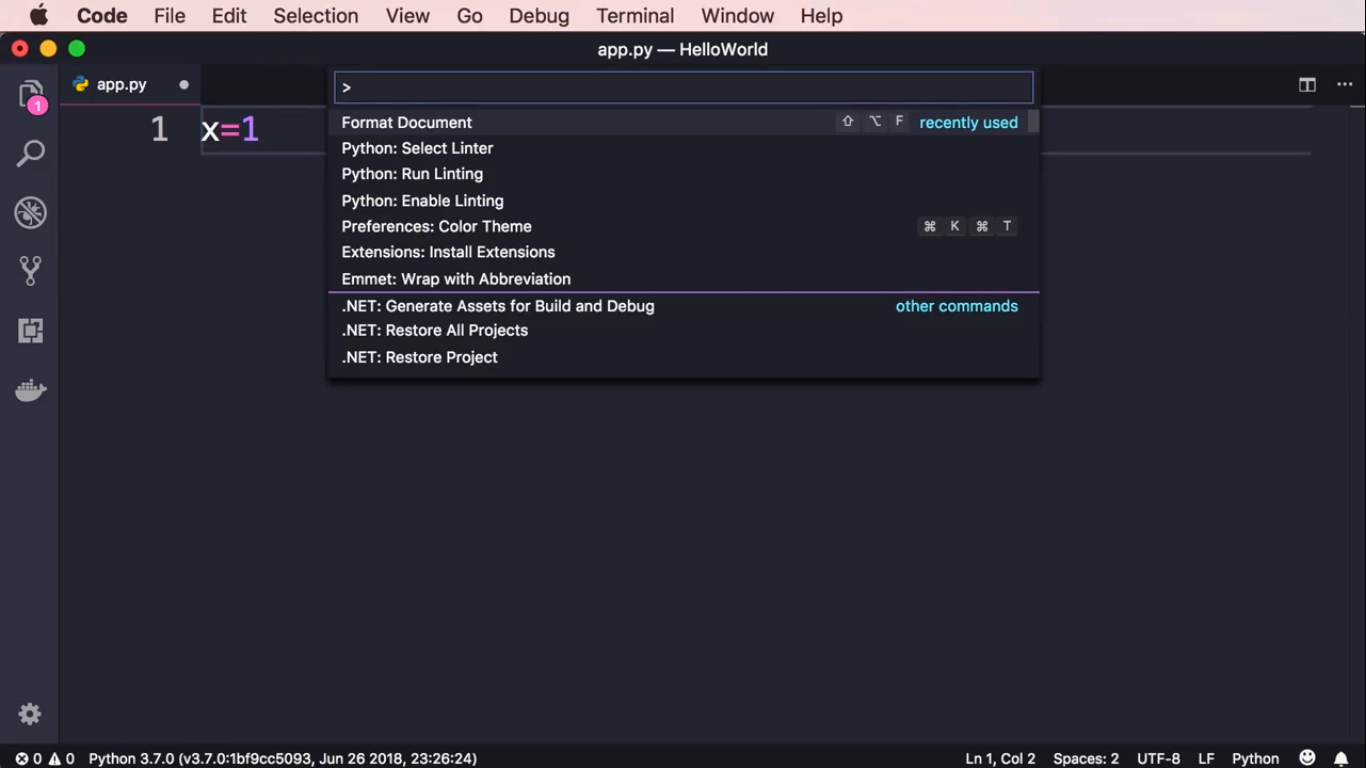 Code File Edit Selection View Go Debug Terminal Window Help
app.py — HelloWorld
app.py
>
1
1 x=1
Format Document ⇧ ⌥ F recently used
Python: Select Linter
Python: Run Linting
Python: Enable Linting
Preferences: Color Theme ⌘ K ⌘ T
Extensions: Install Extensions
Emmet: Wrap with Abbreviation
.NET: Generate Assets for Build and Debug other commands
.NET: Restore All Projects
.NET: Restore Project
0 0 Python 3.7.0 (v3.7.0:1bf9cc5093, Jun 26 2018, 23:26:24) Ln 1, Col 2 Spaces: 2 UTF-8 LF Python